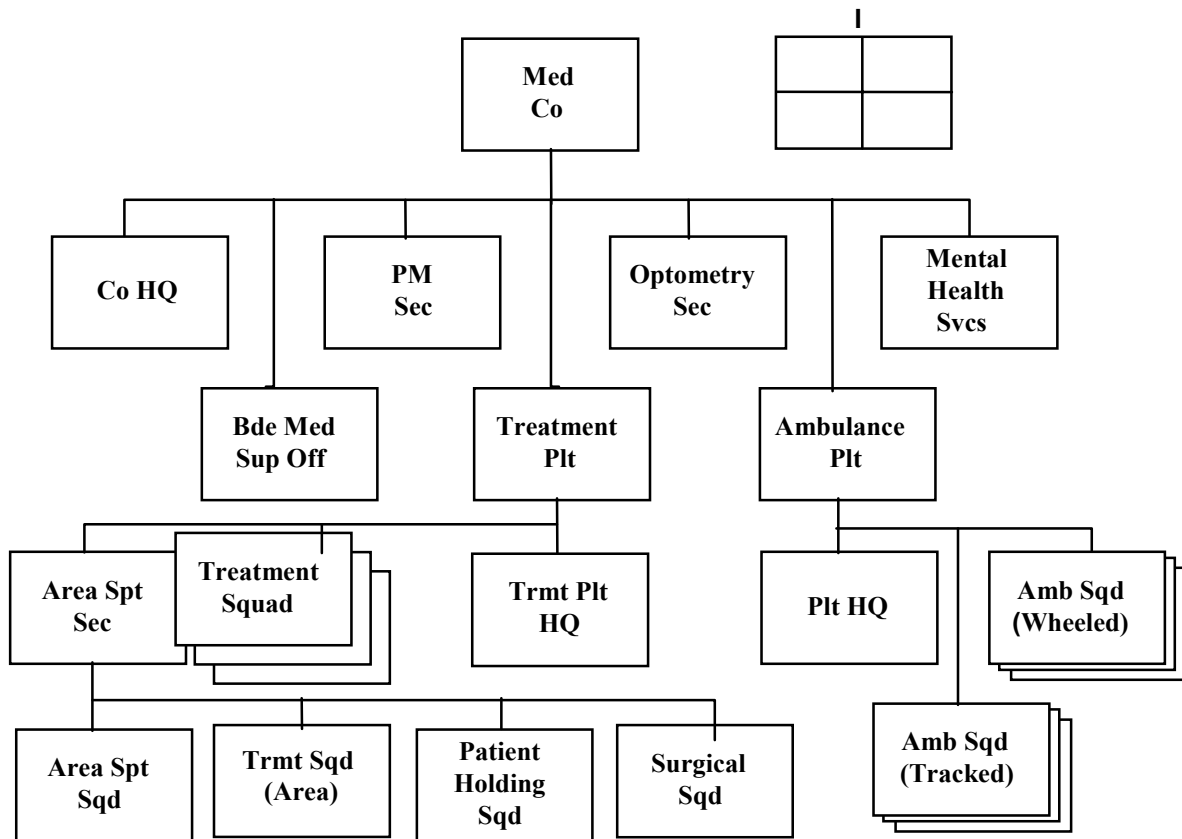 I
Med
Co
Co HQ
PM
Sec
Optometry
Sec
Mental
Health
Svcs
Bde Med
Sup Off
Treatment
Plt
Ambulance
Plt
Area Spt
Sec
Treatment
Squad
Trmt Plt
HQ
Plt HQ
Amb Sqd
(Wheeled)
Area Spt
Sqd
Trmt Sqd
(Area)
Patient
Holding
Sqd
Surgical
Sqd
Amb Sqd
(Tracked)